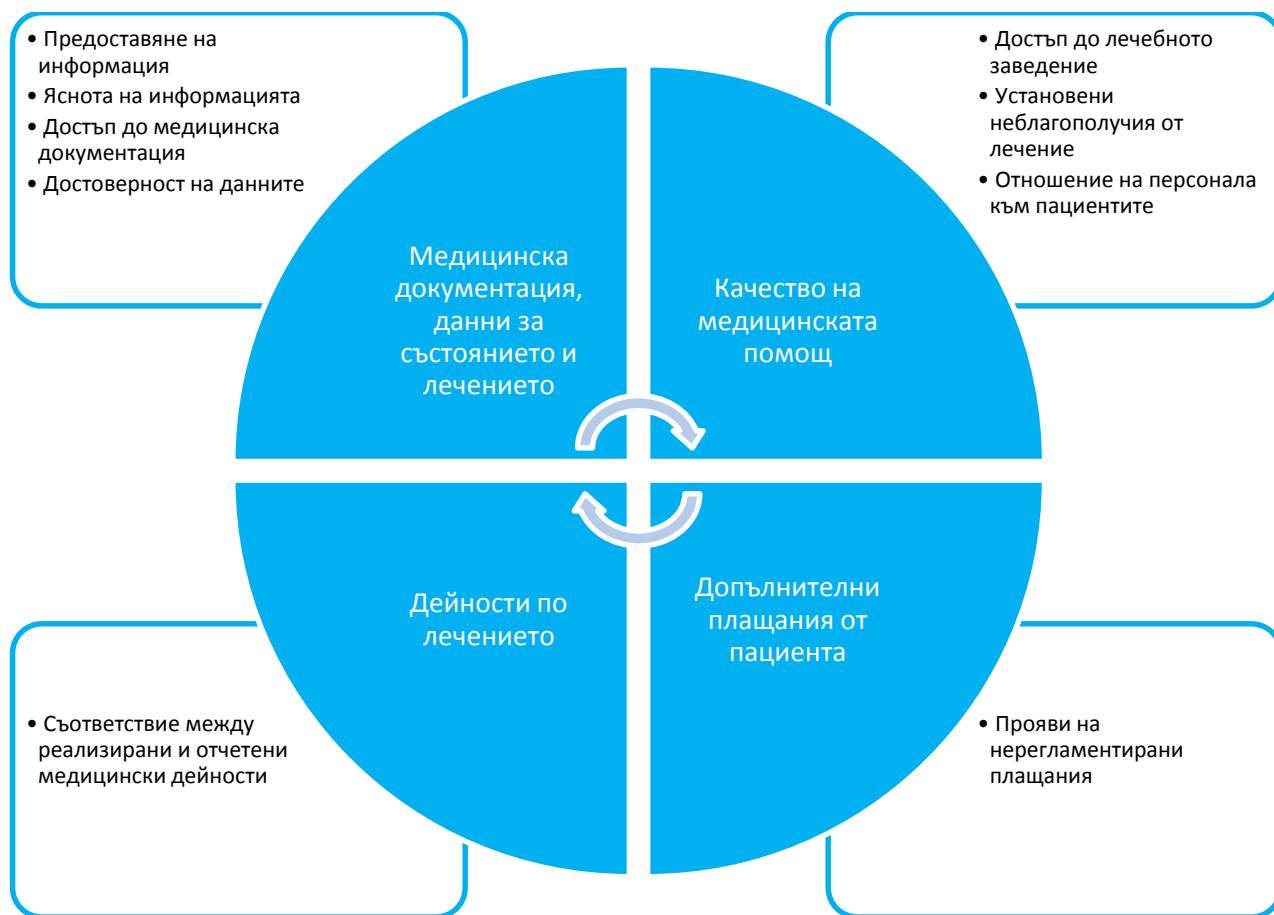 • Предоставяне на
информация
• Яснота на информацията
• Достъп до медицинска
документация
• Достоверност на данните
• Достъп до лечебното
заведение
• Установени
неблагополучия от
лечение
• Отношение на персонала
към пациентите
Медицинска
документация,
данни за
състоянието и
лечението
Качество на
медицинската
помощ
Дейности по
лечението
Допълнителни
плащания от
пациента
• Съответствие между
реализирани и отчетени
медицински дейности
• Прояви на
нерегламентирани
плащания